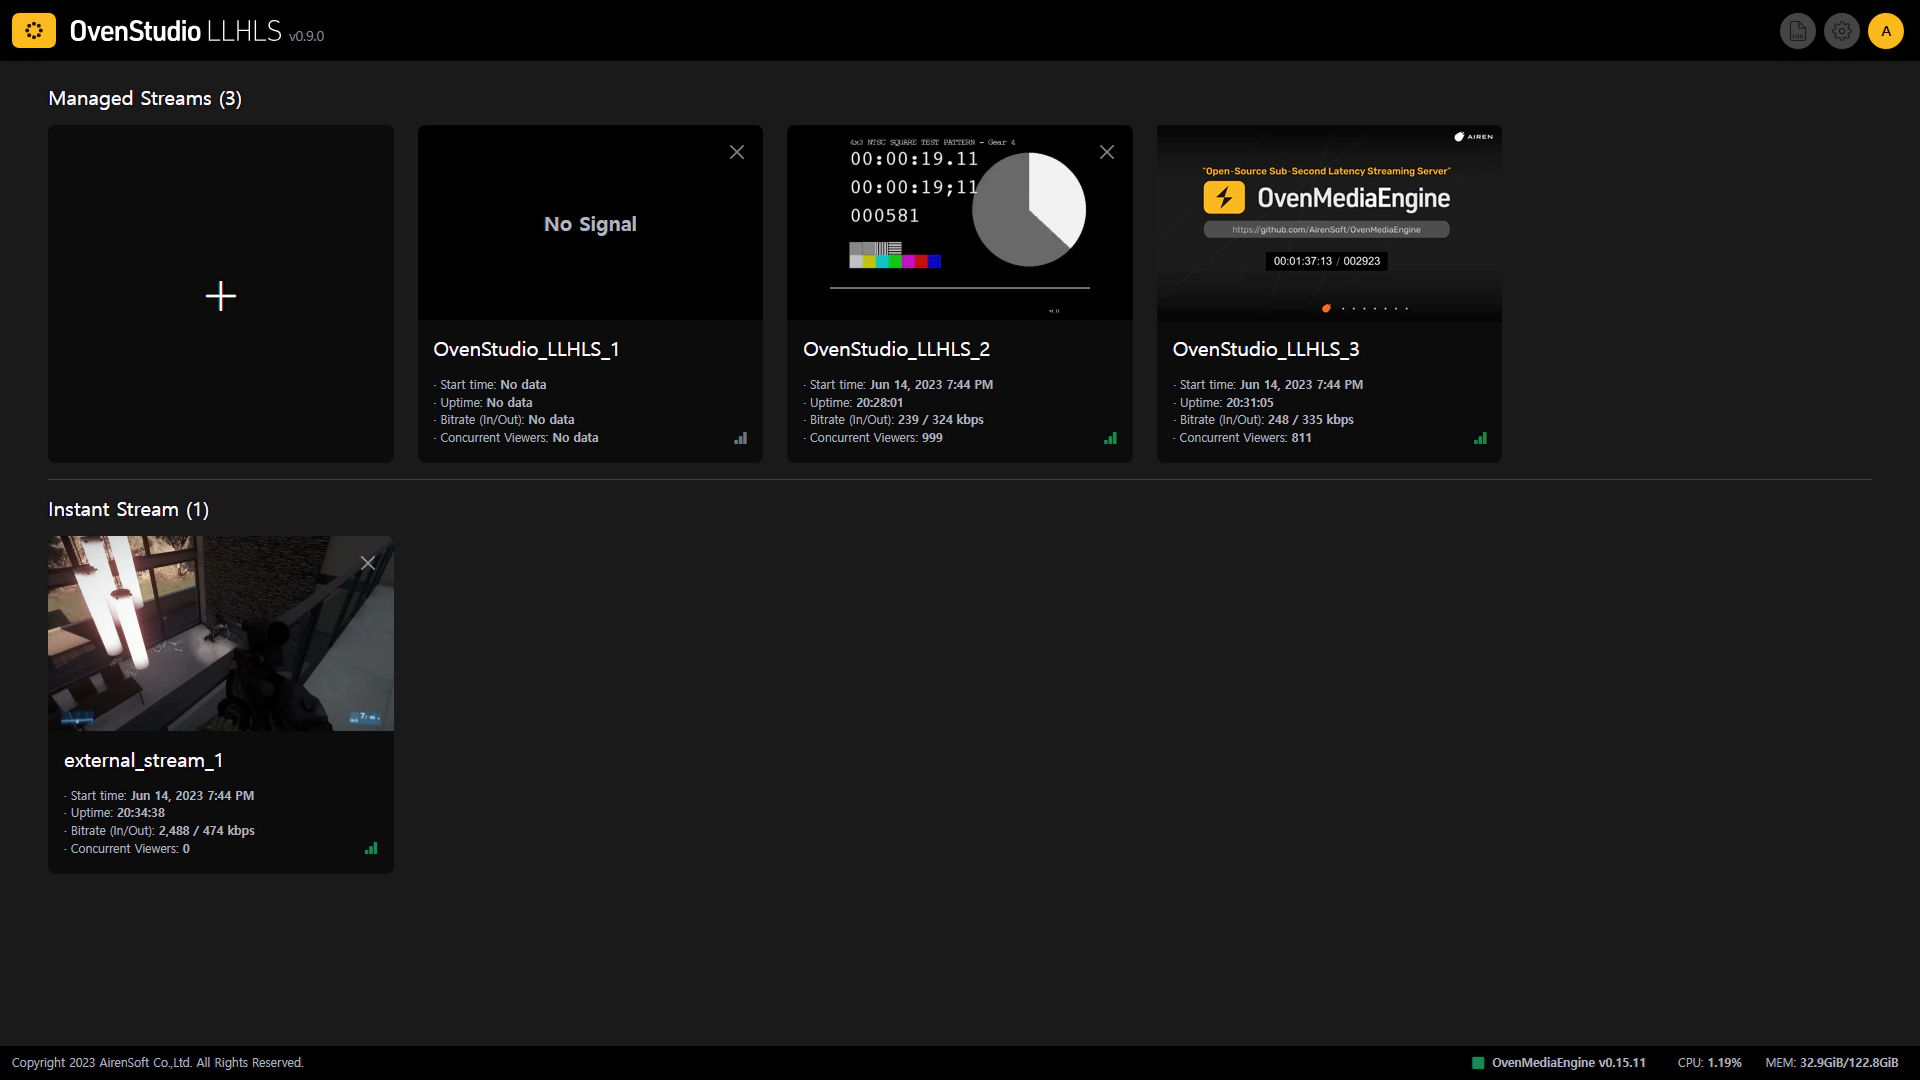 OvenStudio LLHLS v0.9.0
LOG
A
Managed Streams (3)
No Signal
OvenStudio_LLHLS_1
· Start time: No data
· Uptime: No data
· Bitrate (In/Out): No data
· Concurrent Viewers: No data
4x3 NTSC SQUARE TEST PATTERN - Gear 4
00:00:19.11
00:00:19;11
000581
OvenStudio_LLHLS_2
· Start time: Jun 14, 2023 7:44 PM
· Uptime: 20:28:01
· Bitrate (In/Out): 239 / 324 kbps
· Concurrent Viewers: 999
AIREN
"Open-Source Sub-Second Latency Streaming Server"
OvenMediaEngine
https://github.com/AirenSoft/OvenMediaEngine
00:01:37:13 / 002923
OvenStudio_LLHLS_3
· Start time: Jun 14, 2023 7:44 PM
· Uptime: 20:31:05
· Bitrate (In/Out): 248 / 335 kbps
· Concurrent Viewers: 811
Instant Stream (1)
external_stream_1
· Start time: Jun 14, 2023 7:44 PM
· Uptime: 20:34:38
· Bitrate (In/Out): 2,488 / 474 kbps
· Concurrent Viewers: 0
Copyright 2023 AirenSoft Co.,Ltd. All Rights Reserved.
OvenMediaEngine v0.15.11
CPU: 1.19%
MEM: 32.9GiB/122.8GiB